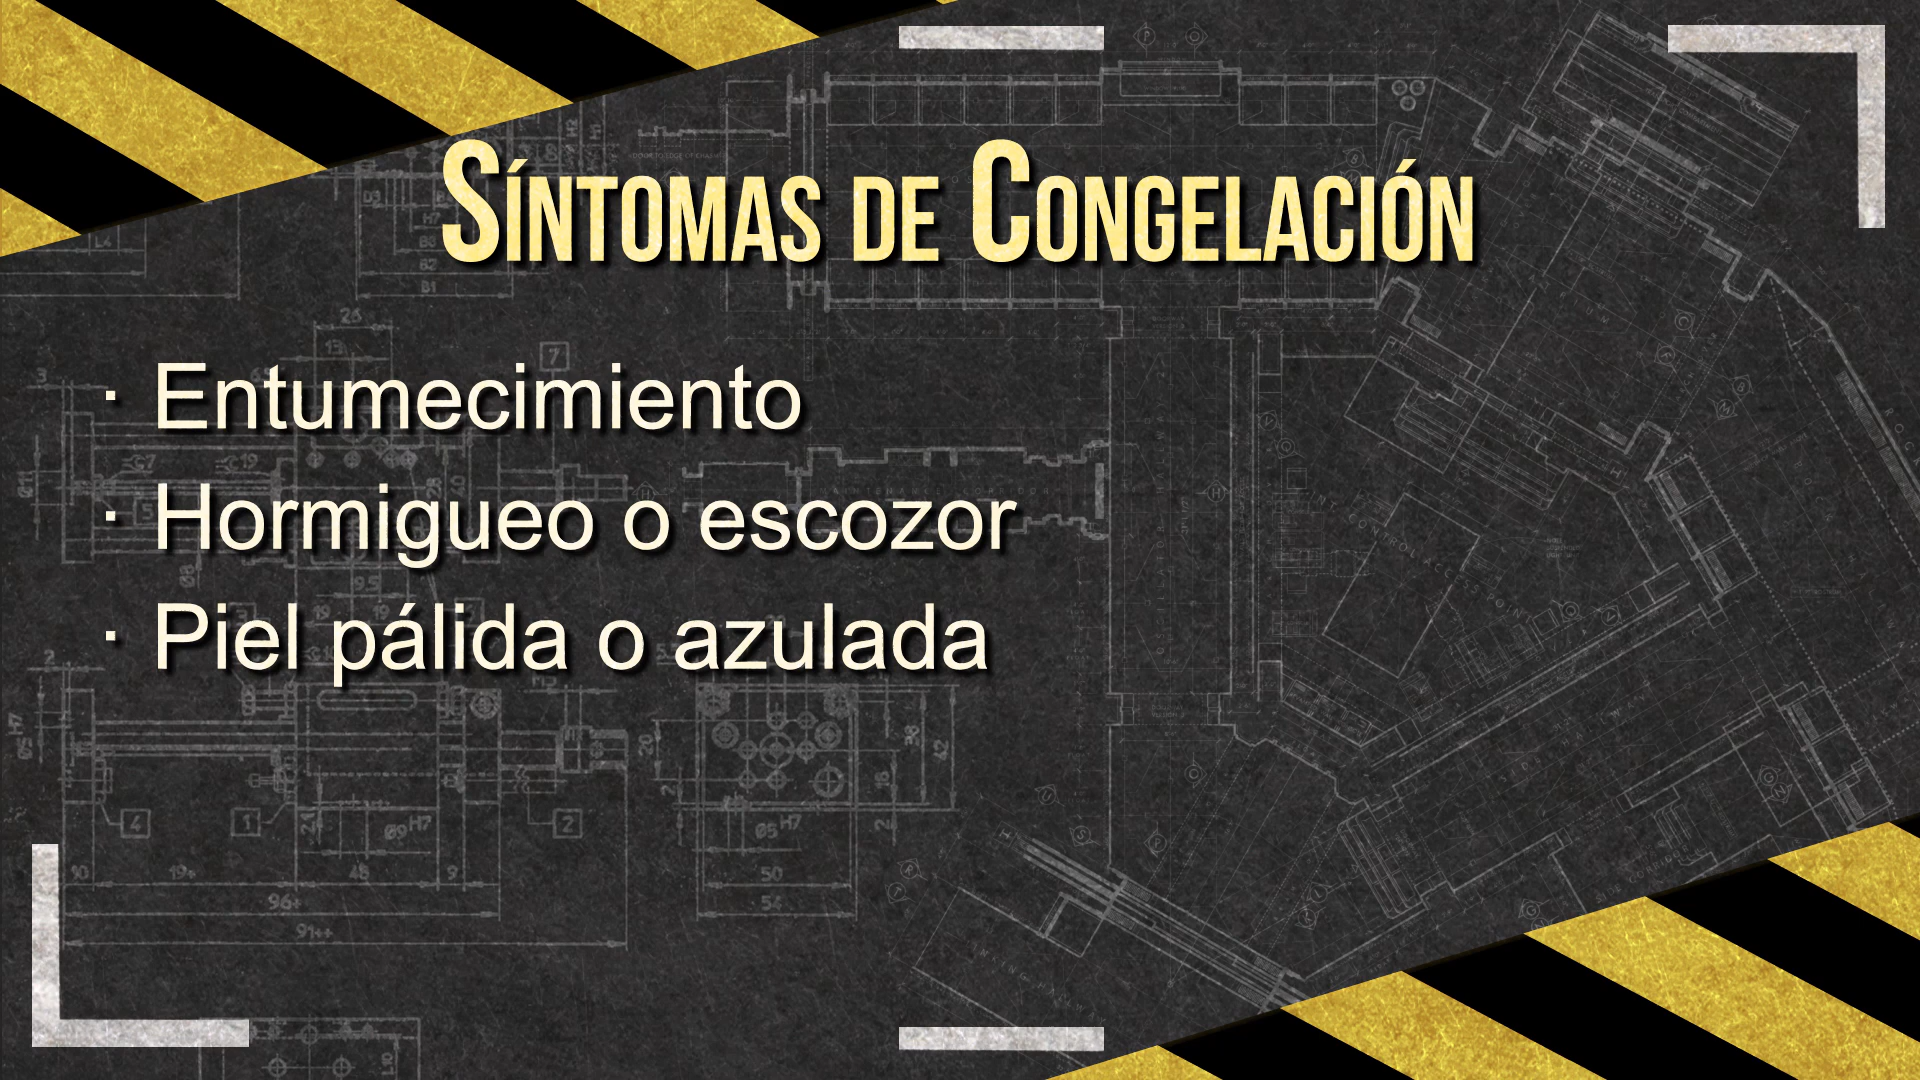 Síntomas de Congelación
· Entumecimiento
· Hormigueo o escozor
· Piel pálida o azulada